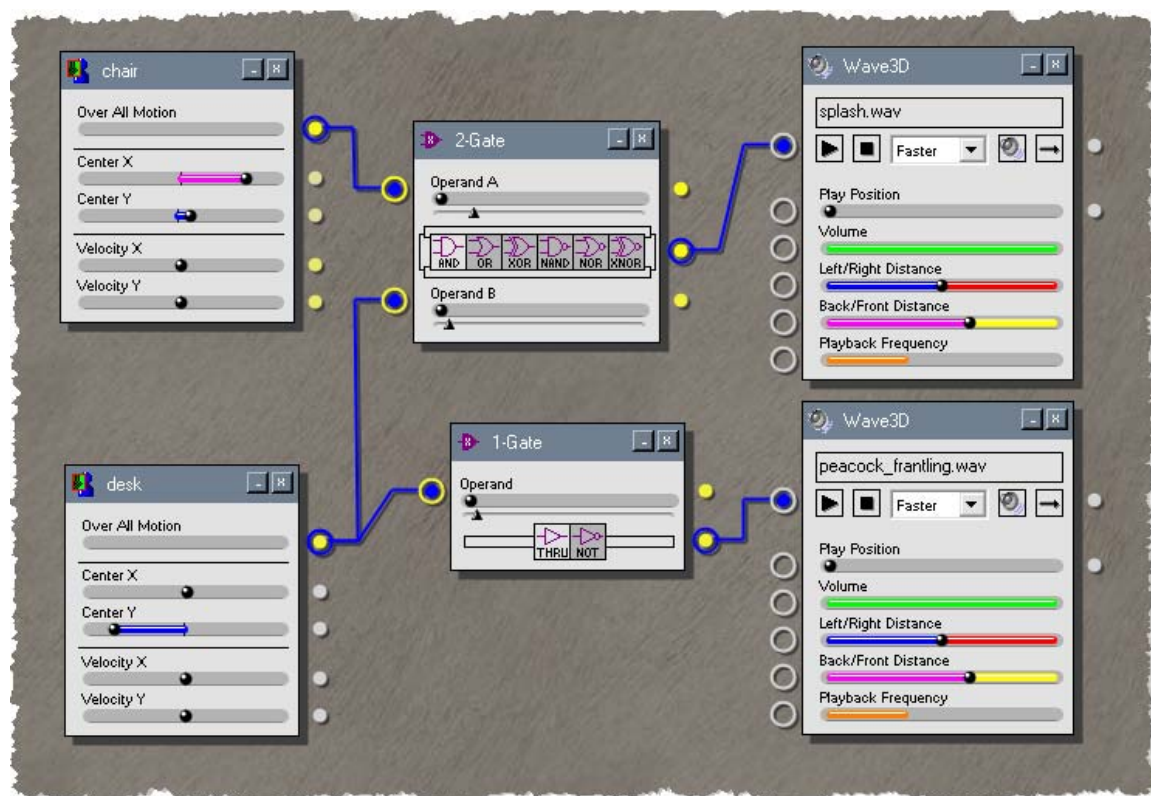 chair
Over All Motion
Center X
Center Y
Velocity X
Velocity Y
2-Gate
Operand A
AND OR XOR NAND NOR XNOR
Operand B
Wave3D
splash.wav
Faster
Play Position
Volume
Left/Right Distance
Back/Front Distance
Playback Frequency
desk
Over All Motion
Center X
Center Y
Velocity X
Velocity Y
1-Gate
Operand
THRU NOT
Wave3D
peacock_frantling.wav
Faster
Play Position
Volume
Left/Right Distance
Back/Front Distance
Playback Frequency